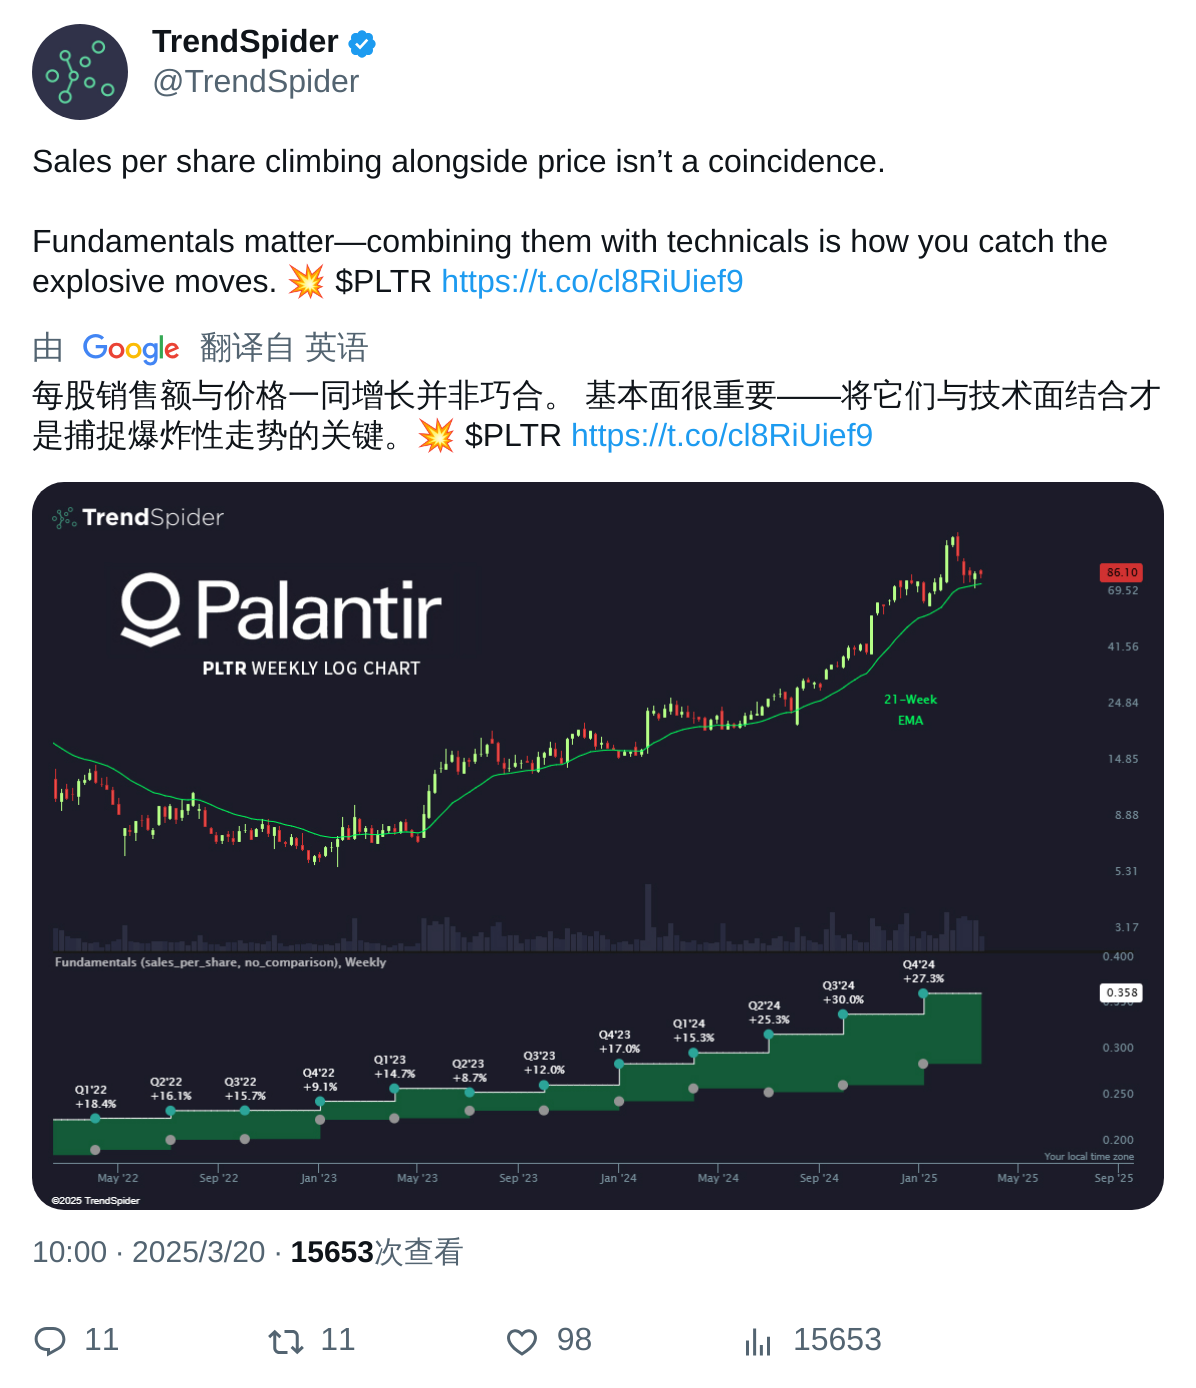 TrendSpider
@TrendSpider
Sales per share climbing alongside price isn’t a coincidence.
Fundamentals matter—combining them with technicals is how you catch the
explosive moves. 💥 $PLTR https://t.co/cl8RiUief9
由 Google 翻译自 英语
每股销售额与价格一同增长并非巧合。 基本面很重要——将它们与技术面结合才
是捕捉爆炸性走势的关键。💥 $PLTR https://t.co/cl8RiUief9
TrendSpider
Palantir
PLTR WEEKLY LOG CHART
86.10
69.52
41.56
21-Week
EMA
24.84
14.85
8.88
5.31
3.17
Fundamentals (sales_per_share, no_comparison), Weekly
0.400
Q4'24
+27.3%
0.358
Q3'24
+30.0%
Q2'24
+25.3%
Q1'24
+15.3%
Q4'23
+17.0%
0.300
Q3'23
+12.0%
Q2'23
+8.7%
Q1'23
+14.7%
Q4'22
+9.1%
Q3'22
+15.7%
Q2'22
+16.1%
Q1'22
+18.4%
0.250
0.200
Your local time zone
May '22 Sep '22 Jan '23 May '23 Sep '23 Jan '24 May '24 Sep '24 Jan '25 May '25 Sep '25
©2025 TrendSpider
10:00 · 2025/3/20 · 15653次查看
11 11 98 15653